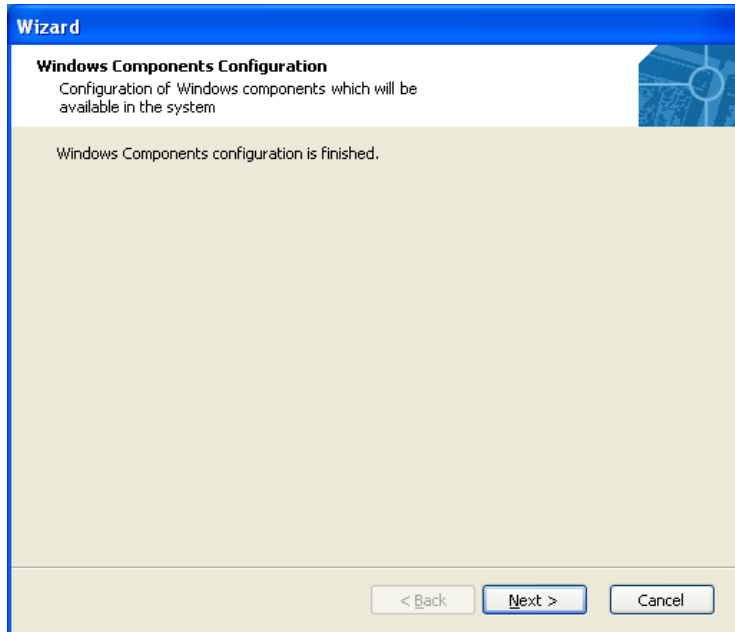 Wizard
Windows Components Configuration
Configuration of Windows components which will be
available in the system
Windows Components configuration is finished.
< Back
Next >
Cancel